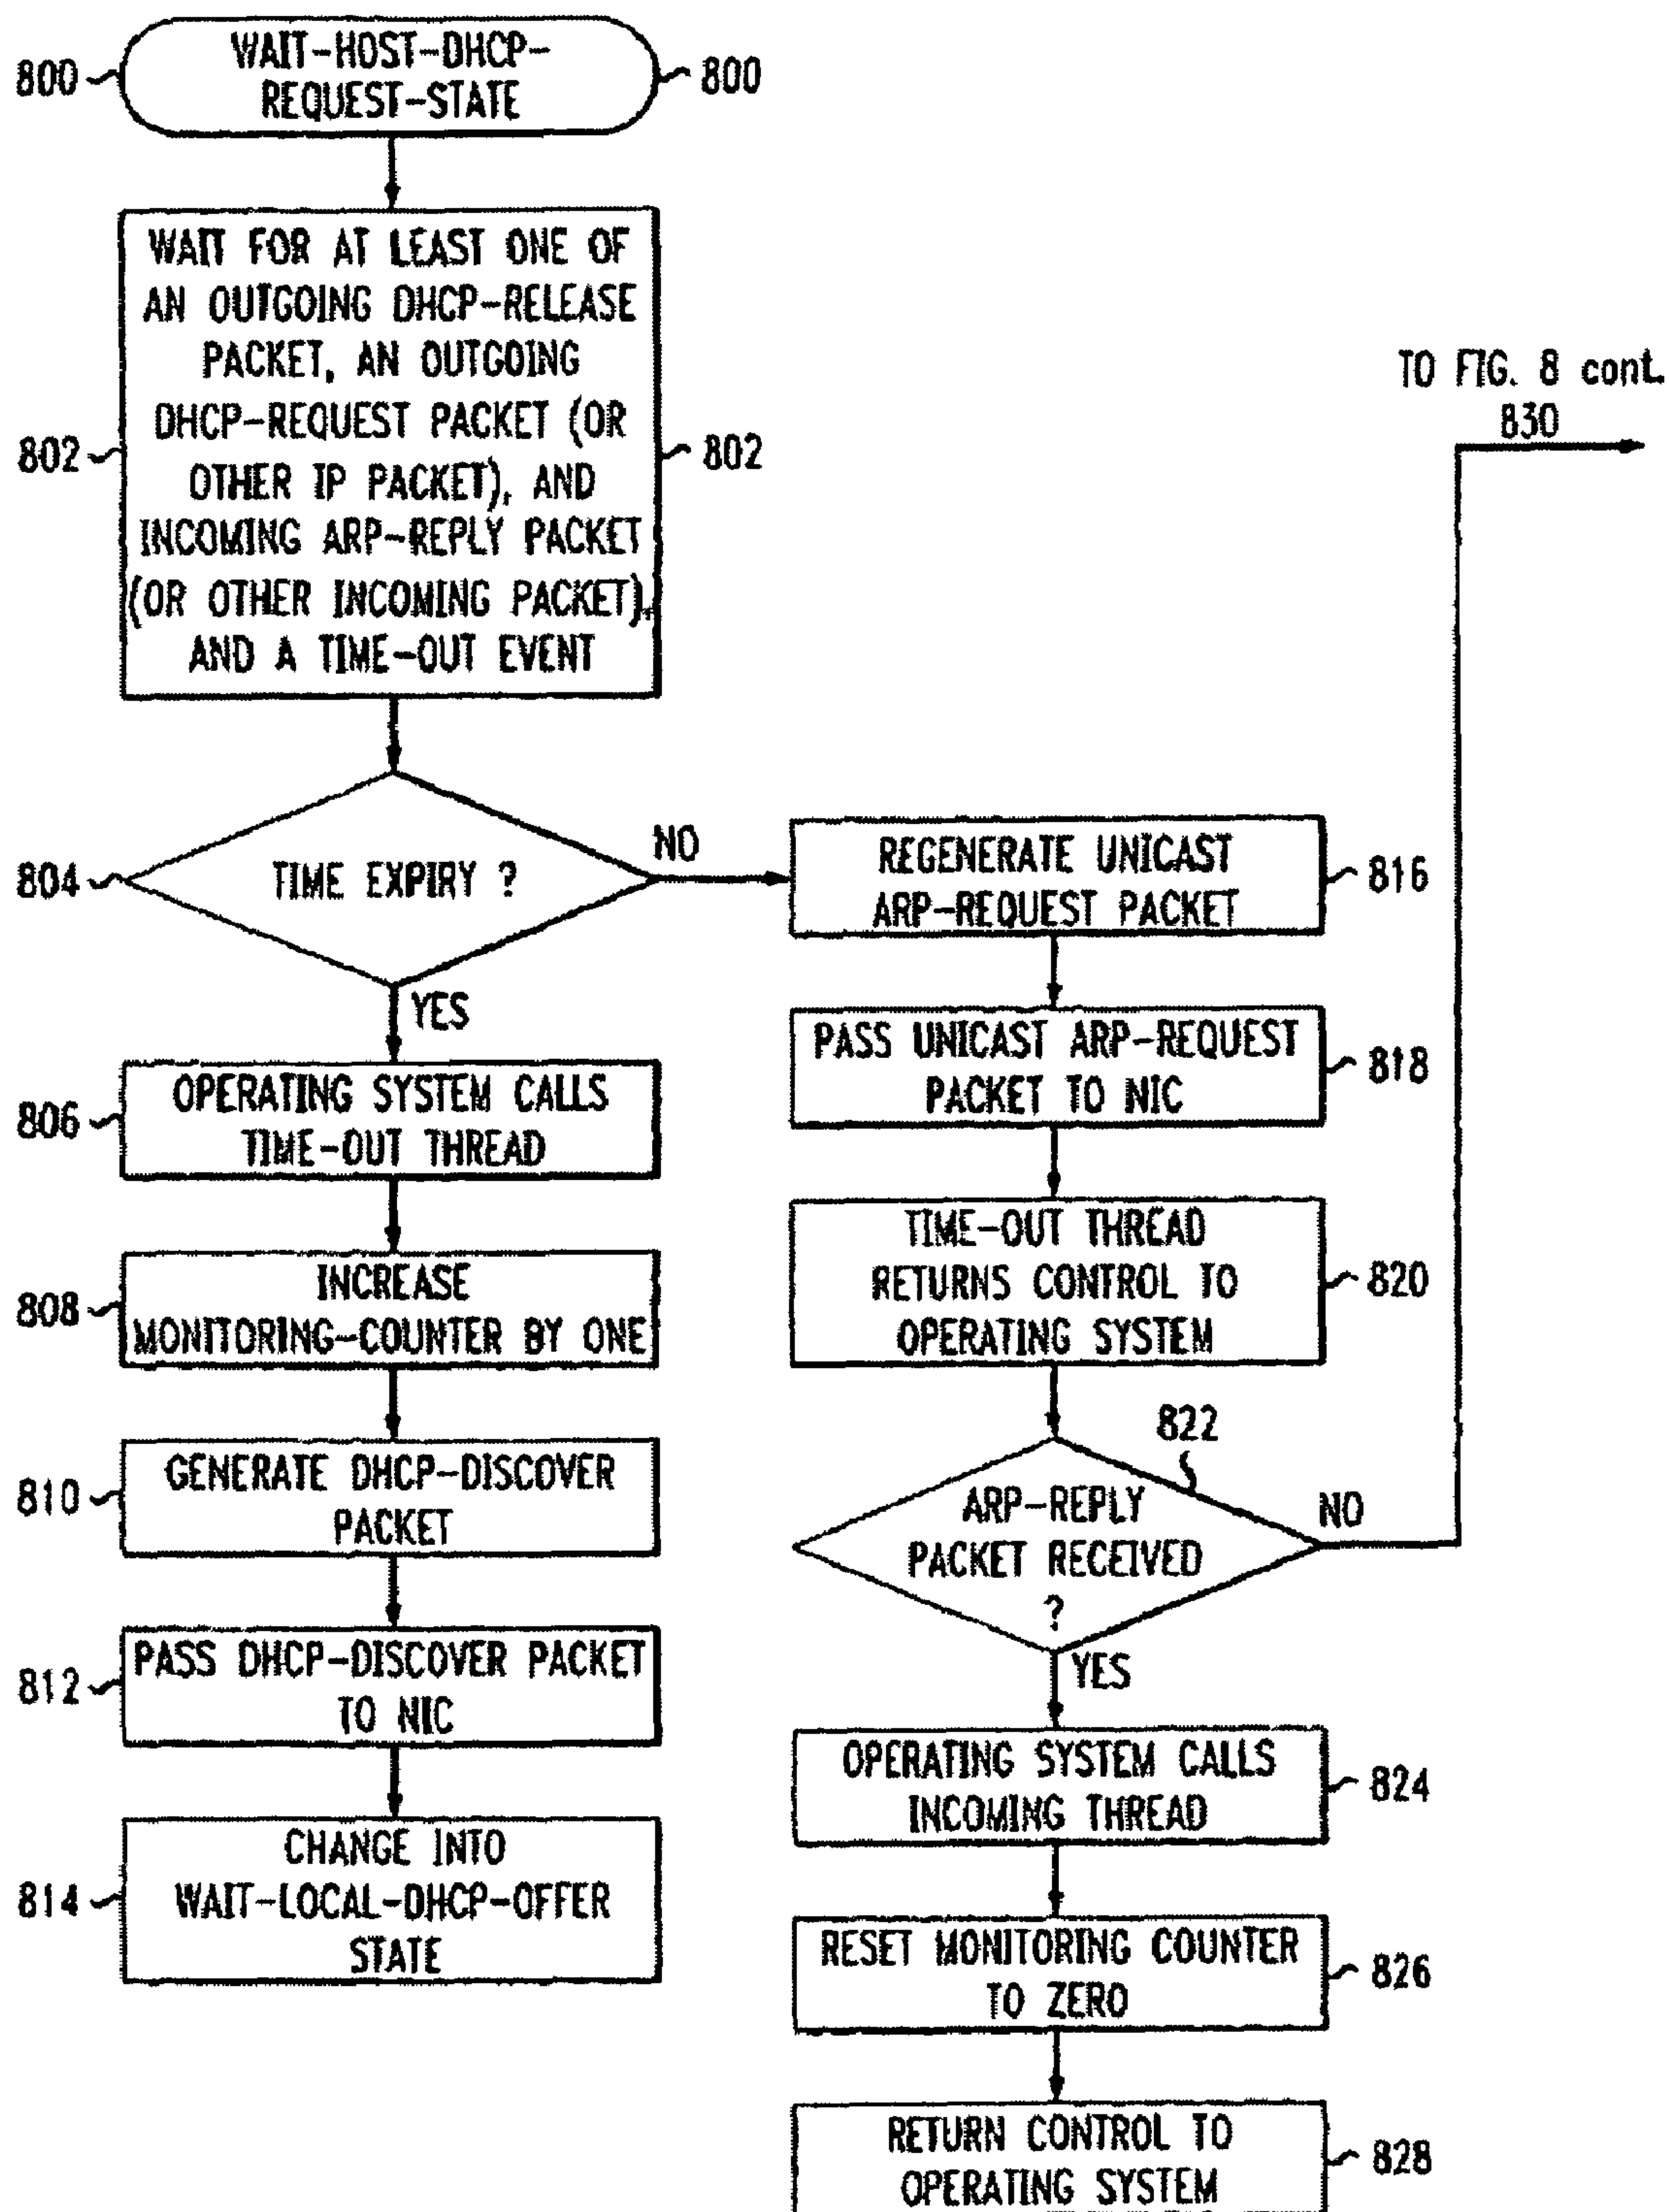 800
WAIT-HOST-DHCP-
REQUEST-STATE
800
802
WAIT FOR AT LEAST ONE OF
AN OUTGOING DHCP-RELEASE
PACKET, AN OUTGOING
DHCP-REQUEST PACKET (OR
OTHER IP PACKET), AND
INCOMING ARP-REPLY PACKET
(OR OTHER INCOMING PACKET),
AND A TIME-OUT EVENT
802
TO FIG. 8 cont.
830
804
TIME EXPIRY ?
NO
YES
806
OPERATING SYSTEM CALLS
TIME-OUT THREAD
808
INCREASE
MONITORING-COUNTER BY ONE
810
GENERATE DHCP-DISCOVER
PACKET
812
PASS DHCP-DISCOVER PACKET
TO NIC
814
CHANGE INTO
WAIT-LOCAL-DHCP-OFFER
STATE
REGENERATE UNICAST
ARP-REQUEST PACKET
816
PASS UNICAST ARP-REQUEST
PACKET TO NIC
818
TIME-OUT THREAD
RETURNS CONTROL TO
OPERATING SYSTEM
820
822
ARP-REPLY
PACKET RECEIVED
?
NO
YES
OPERATING SYSTEM CALLS
INCOMING THREAD
824
RESET MONITORING COUNTER
TO ZERO
826
RETURN CONTROL TO
OPERATING SYSTEM
828